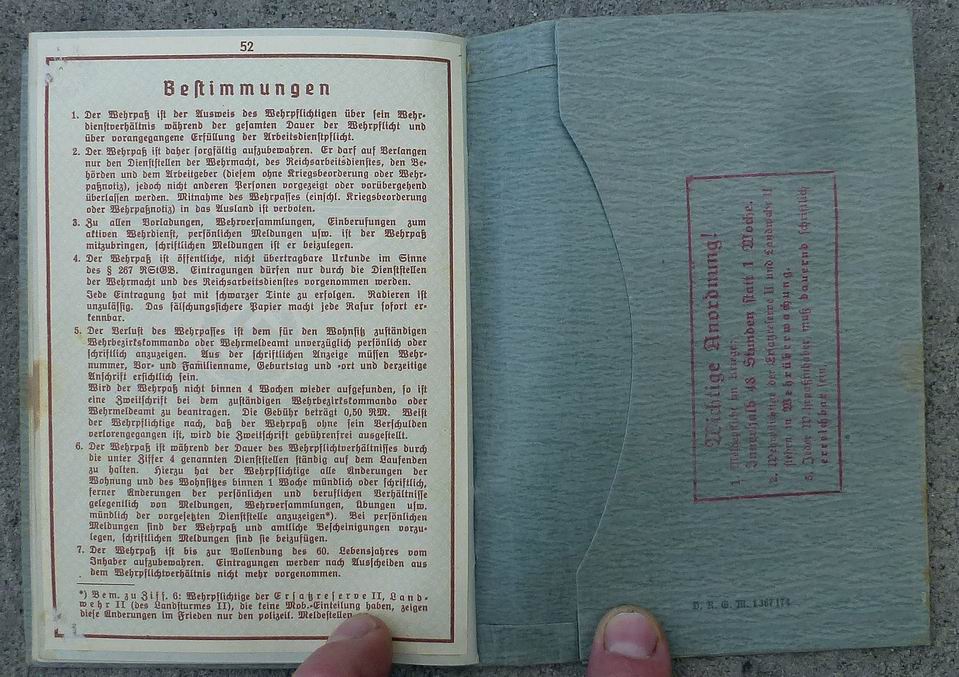 52
Bestimmungen
1. Der Wehrpaß ist der Ausweis des Wehrpflichtigen über sein Wehr-
dienstverhältnis während der gesamten Dauer der Wehrpflicht und
über vorangegangene Erfüllung der Arbeitsdienstpflicht.
2. Der Wehrpaß ist daher sorgfältig aufzubewahren. Er darf auf Verlangen
nur den Dienststellen der Wehrmacht, des Reichsarbeitsdienstes, den Be-
hörden und dem Arbeitgeber (diesem ohne Kriegsbeorderung oder Wehr-
paßnotiz), jedoch nicht anderen Personen vorgezeigt oder vorübergehend
überlassen werden. Mitnahme des Wehrpasses (einschl. Kriegsbeorderung
oder Wehrpaßnotiz) in das Ausland ist verboten.
3. Zu allen Vorladungen, Wehrversammlungen, Einberufungen zum
aktiven Wehrdienst, persönlichen Meldungen usw. ist der Wehrpaß
mitzubringen, schriftlichen Meldungen ist er beizulegen.
4. Der Wehrpaß ist öffentliche, nicht übertragbare Urkunde im Sinne
des § 267 RStGB. Eintragungen dürfen nur durch die Dienststellen
der Wehrmacht und des Reichsarbeitsdienstes vorgenommen werden.
Jede Eintragung hat mit schwarzer Tinte zu erfolgen. Radieren ist
unzulässig. Das fälschungssichere Papier macht jede Rasur sofort er-
kennbar.
5. Der Verlust des Wehrpasses ist dem für den Wohnsitz zuständigen
Wehrbezirkskommando oder Wehrmeldeamt unverzüglich persönlich oder
schriftlich anzuzeigen. Aus der schriftlichen Anzeige müssen Wehr-
nummer, Vor- und Familienname, Geburtstag und -ort und derzeitige
Anschrift ersichtlich sein.
Wird der Wehrpaß nicht binnen 4 Wochen wieder aufgefunden, so ist
eine Zweitschrift bei dem zuständigen Wehrbezirkskommando oder
Wehrmeldeamt zu beantragen. Die Gebühr beträgt 0,50 RM. Weist
der Wehrpflichtige nach, daß der Wehrpaß ohne sein Verschulden
verlorengegangen ist, wird die Zweitschrift gebührenfrei ausgestellt.
6. Der Wehrpaß ist während der Dauer des Wehrpflichtverhältnisses durch
die unter Ziffer 4 genannten Dienststellen ständig auf dem Laufenden
zu halten. Hierzu hat der Wehrpflichtige alle Änderungen der
Wohnung und des Wohnsitzes binnen 1 Woche mündlich oder schriftlich,
ferner Änderungen der persönlichen und beruflichen Verhältnisse
gelegentlich von Meldungen, Wehrversammlungen, Übungen usw.
mündlich der vorgesetzten Dienststelle anzuzeigen*). Bei persönlichen
Meldungen sind der Wehrpaß und amtliche Bescheinigungen vorzu-
legen, schriftlichen Meldungen sind sie beizufügen.
7. Der Wehrpaß ist bis zur Vollendung des 60. Lebensjahres vom
Inhaber aufzubewahren. Eintragungen werden nach Ausscheiden aus
dem Wehrpflichtverhältnis nicht mehr vorgenommen.
*) Bem. zu Ziff. 6: Wehrpflichtige der Ersatzreserve II, Land-
wehr II (des Landsturmes II), die keine Mob.-Einteilung haben, zeigen
diese Änderungen im Frieden nur den polizeil. Meldestellen
Wichtige Anordnung!
1. Meldepflicht im Kriege:
Innerhalb 48 Stunden statt 1 Woche.
2. Wehrpflichtige der Ersatzreserve II und Landwehr II
stehen in Wehrüberwachung.
3. Jeder Wehrpaßinhaber muß dauernd schriftlich
erreichbar sein.
D. R. G. M. 1367174